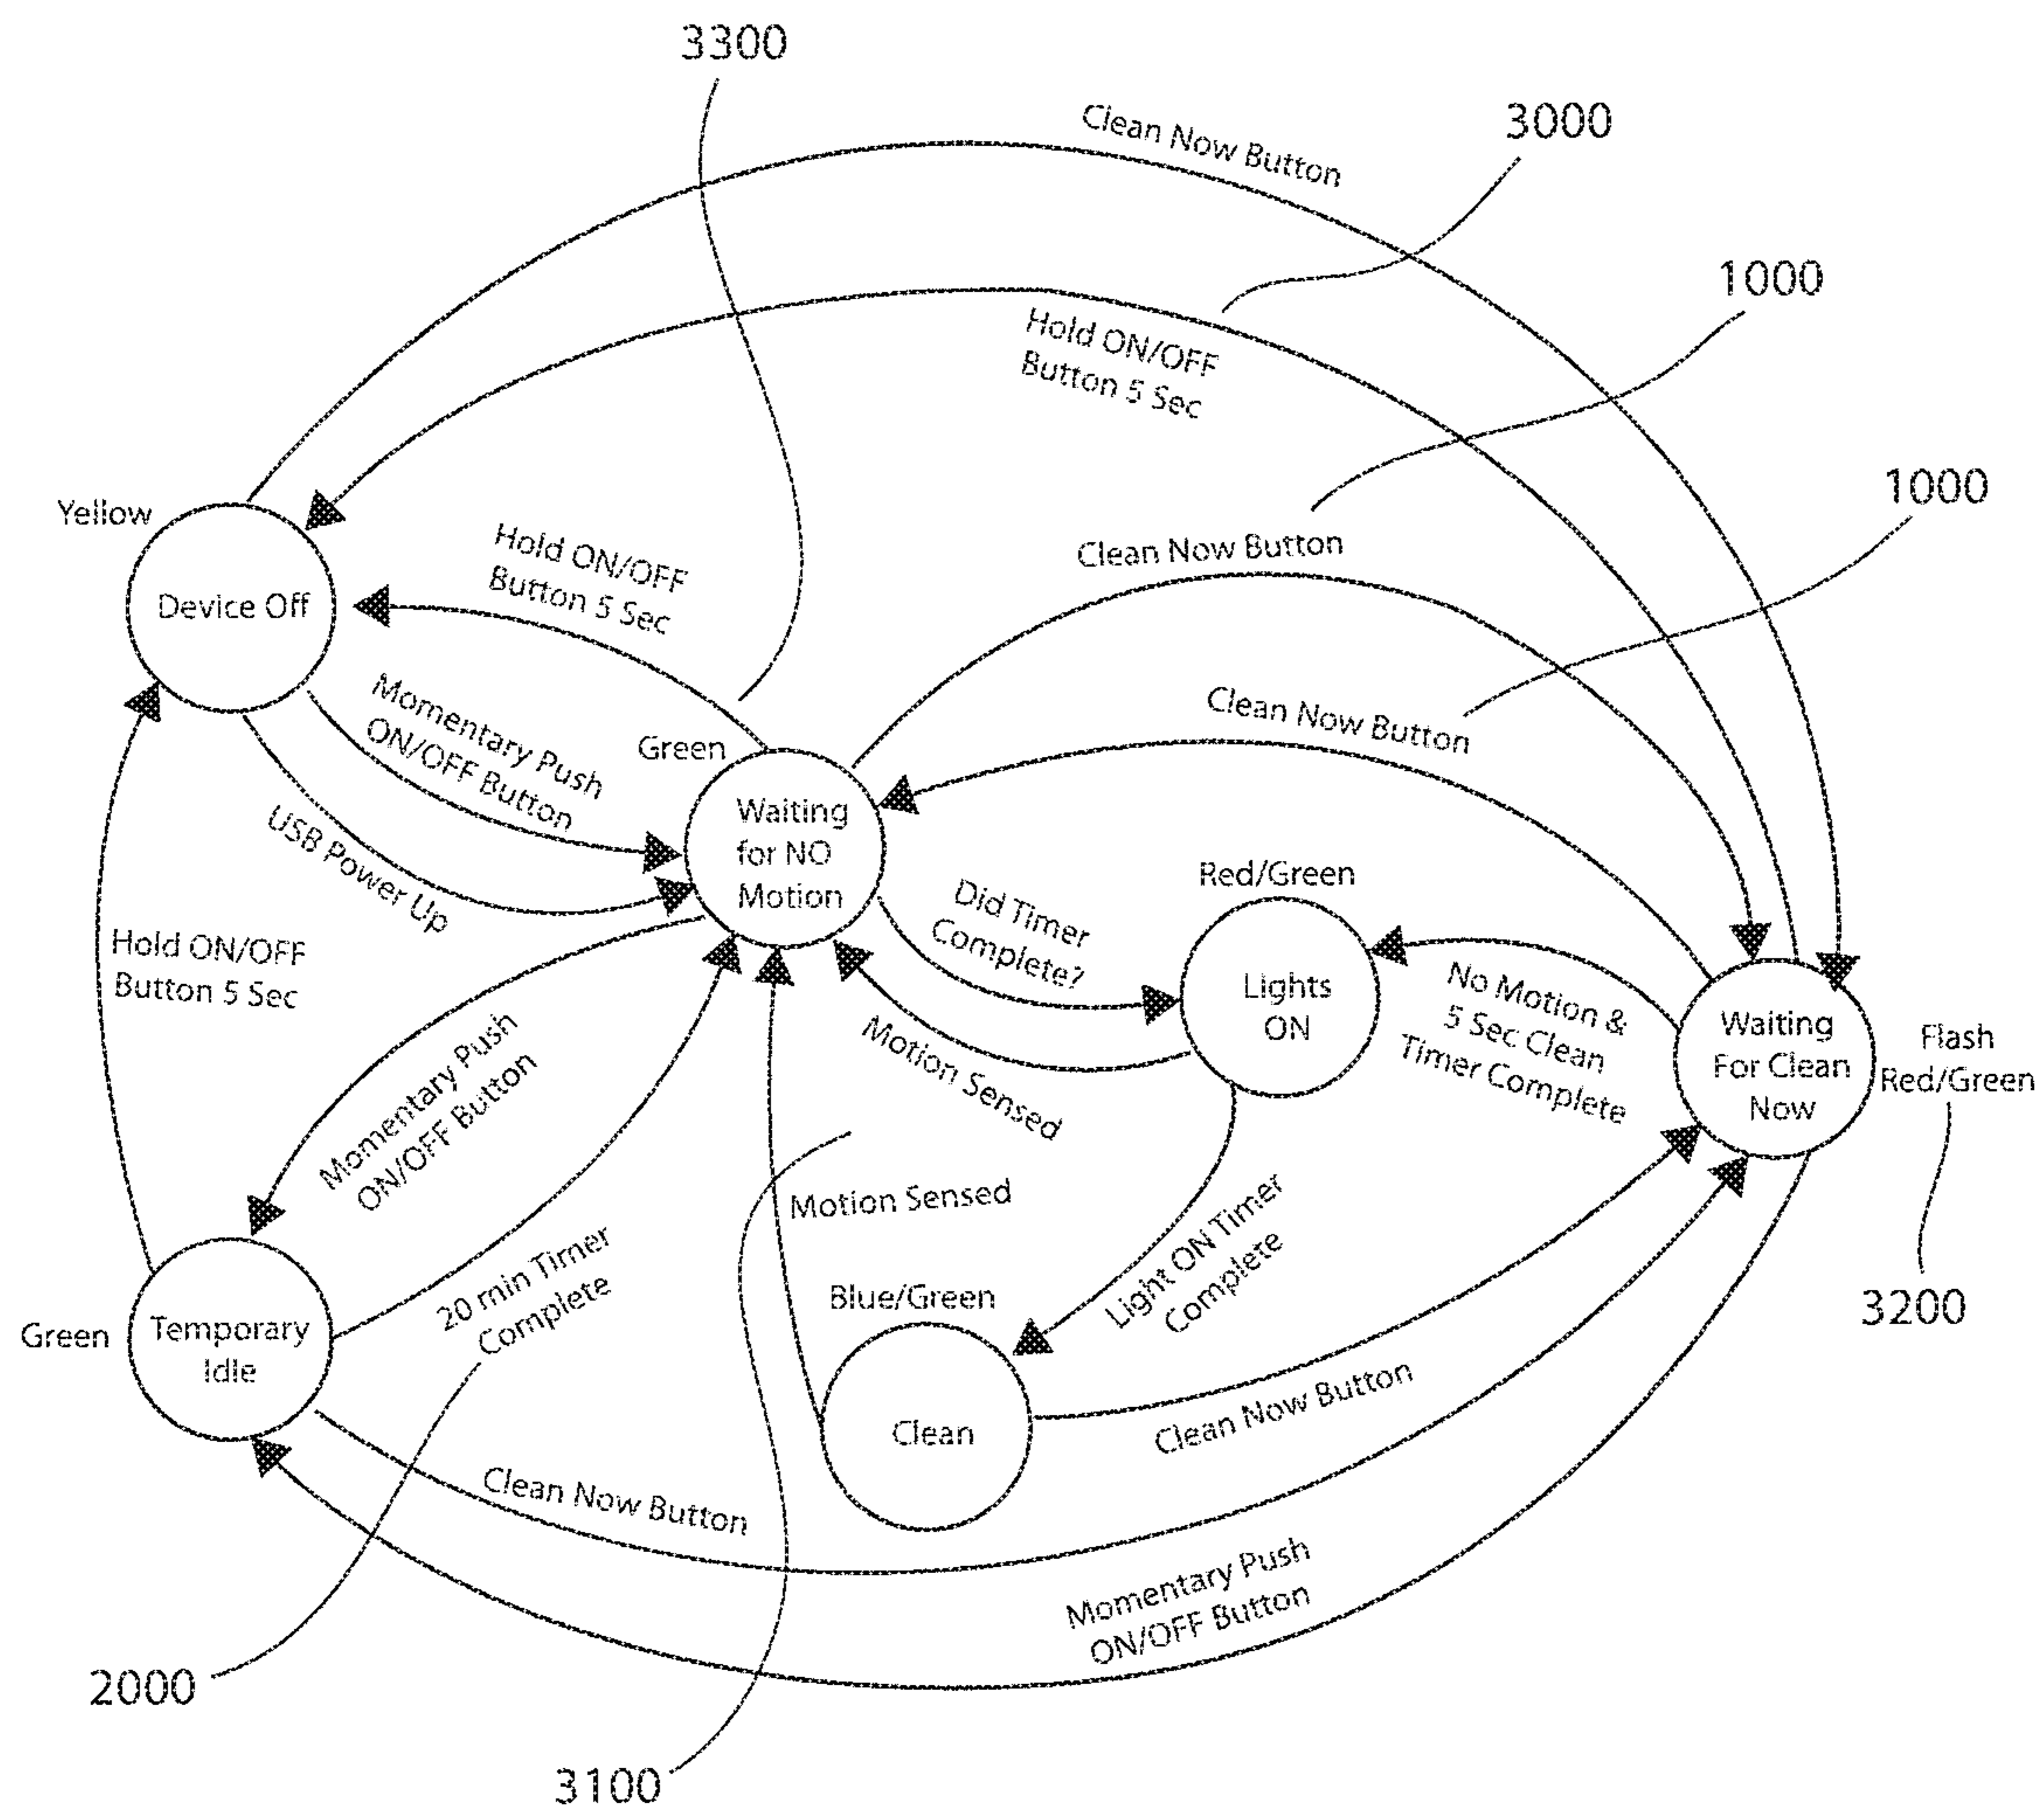 3300
Clean Now Button
3000
1000
Hold ON/OFF
Button 5 Sec
1000
Yellow
Device Off
Hold ON/OFF
Button 5 Sec
Clean Now Button
Momentary Push
ON/OFF Button
Green
Clean Now Button
USB Power Up
Waiting
for NO
Motion
Red/Green
Did Timer
Complete?
Hold ON/OFF
Button 5 Sec
Lights
ON
No Motion &
5 Sec Clean
Timer Complete
Waiting
For Clean
Now
Flash
Red/Green
Momentary Push
ON/OFF Button
Motion Sensed
Motion Sensed
Light ON Timer
Complete
3200
Green
Temporary
Idle
20 min Timer
Complete
Blue/Green
Clean
Clean Now Button
Clean Now Button
Momentary Push
ON/OFF Button
2000
3100